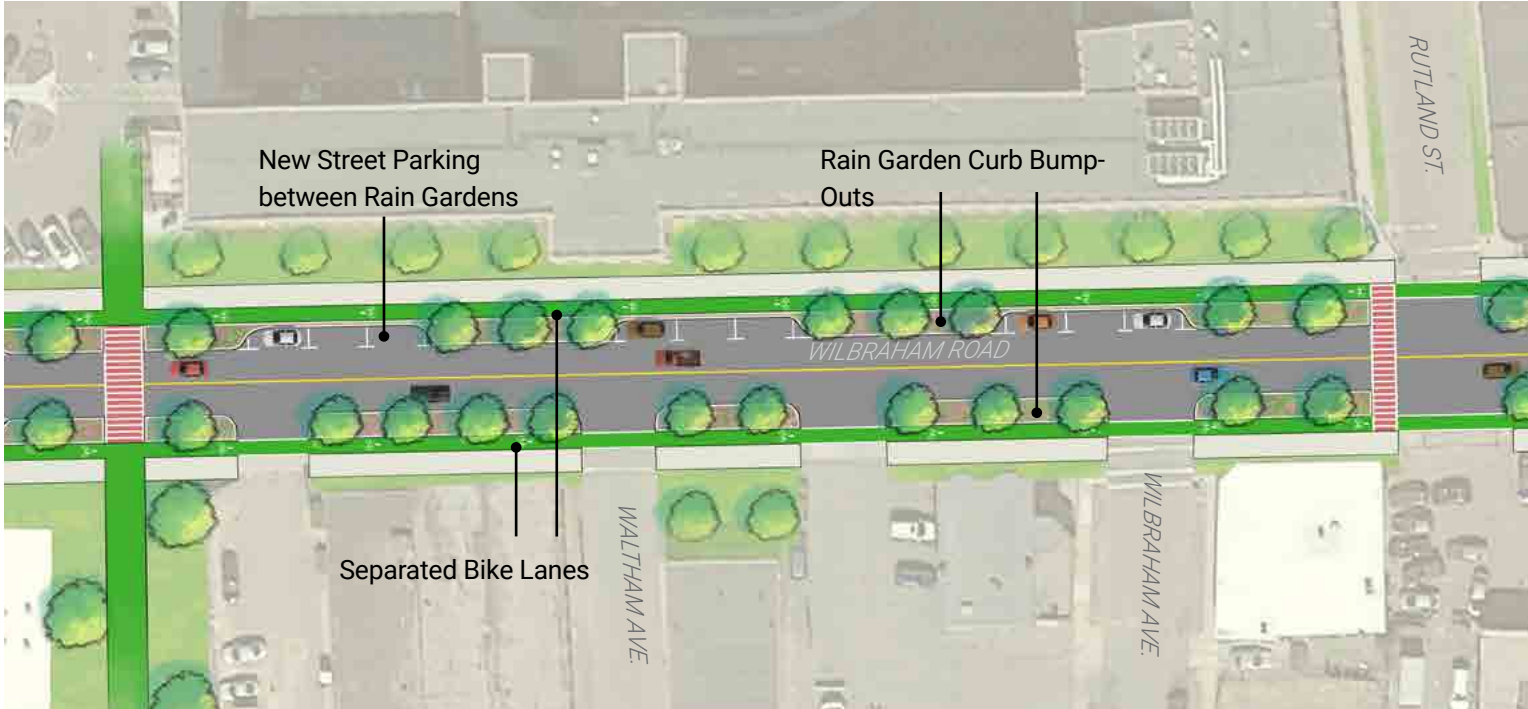 RUTLAND ST.
New Street Parking
between Rain Gardens
Rain Garden Curb Bump-
Outs
WILBRAHAM ROAD
WALTHAM AVE.
WILBRAHAM AVE.
Separated Bike Lanes